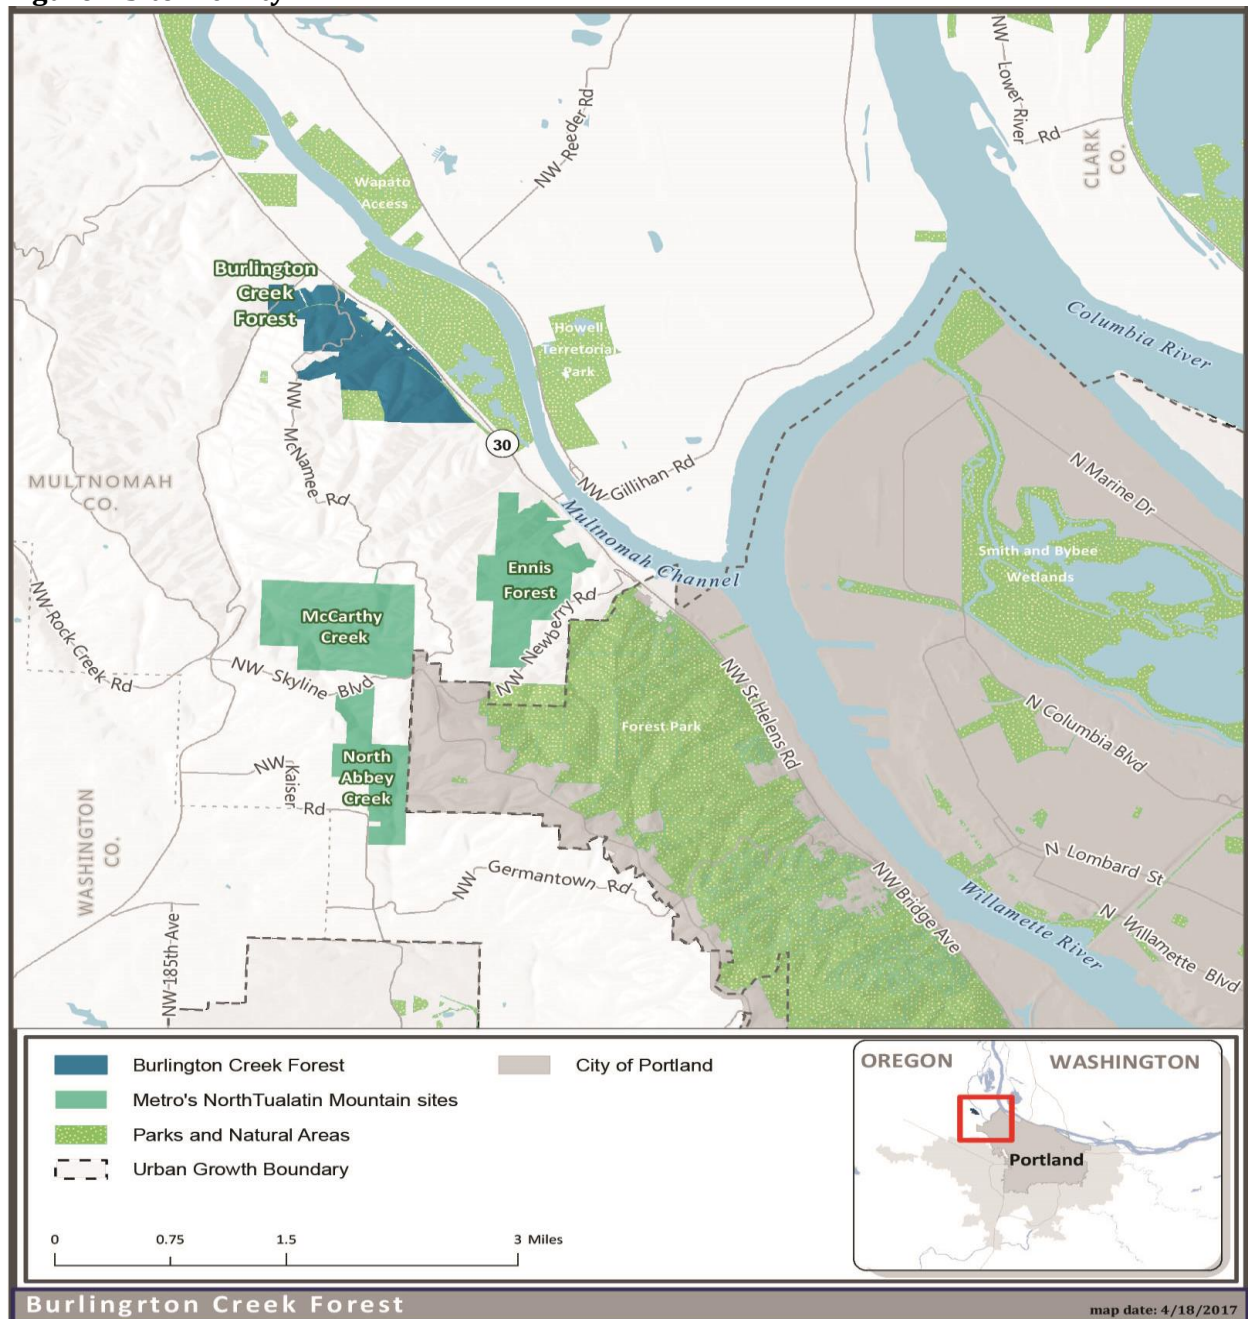 NW Lower River Rd
CLARK
CO.
NW Reeder Rd
Wapato
Access
Burlington
Creek
Forest
Columbia River
Howell
Terretorial
Park
30
NW McNamee Rd
NW Gillihan Rd
N Marine Dr
MULTNOMAH
CO.
Multnomah Channel
Smith and Bybee
Wetlands
Ennis
Forest
NW Rock Creek Rd
McCarthy
Creek
NW Newberry Rd
NW Skyline Blvd
NW St Helens Rd
N Columbia Blvd
Forest Park
North
Abbey
Creek
NW Kaiser Rd
WASHINGTON
CO.
N Lombard St
NW Germantown Rd
NW Bridge Ave
Willamette River
N Willamette Blvd
NW 185th Ave
Burlington Creek Forest
City of Portland
Metro's NorthTualatin Mountain sites
Parks and Natural Areas
Urban Growth Boundary
0 0.75 1.5 3 Miles
OREGON WASHINGTON
Portland
Burlingrton Creek Forest
map date: 4/18/2017